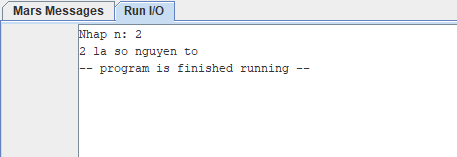 Mars Messages Run I/O
Nhap n: 2
2 la so nguyen to
-- program is finished running --